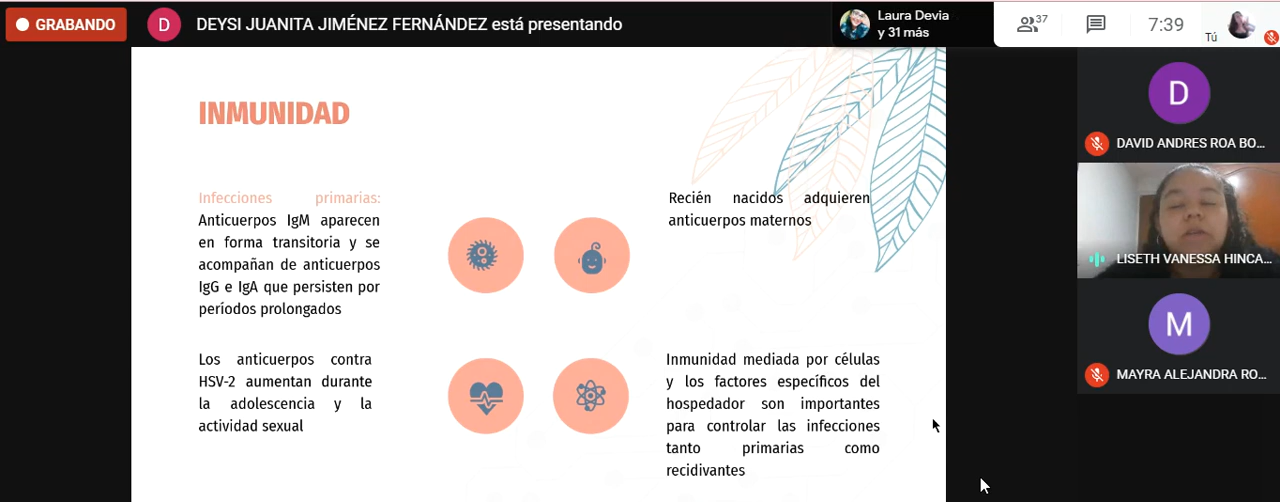 GRABANDO
D
DEYSI JUANITA JIMÉNEZ FERNÁNDEZ está presentando
Laura Devia
y 31 más
37
7:39
Tú
INMUNIDAD
Infecciones primarias:
Anticuerpos IgM aparecen
en forma transitoria y se
acompañan de anticuerpos
IgG e IgA que persisten por
períodos prolongados
Recién nacidos adquieren
anticuerpos maternos
Los anticuerpos contra
HSV-2 aumentan durante
la adolescencia y la
actividad sexual
Inmunidad mediada por células
y los factores específicos del
hospedador son importantes
para controlar las infecciones
tanto primarias como
recidivantes
D
DAVID ANDRES ROA BO...
LISETH VANESSA HINCA...
M
MAYRA ALEJANDRA RO...